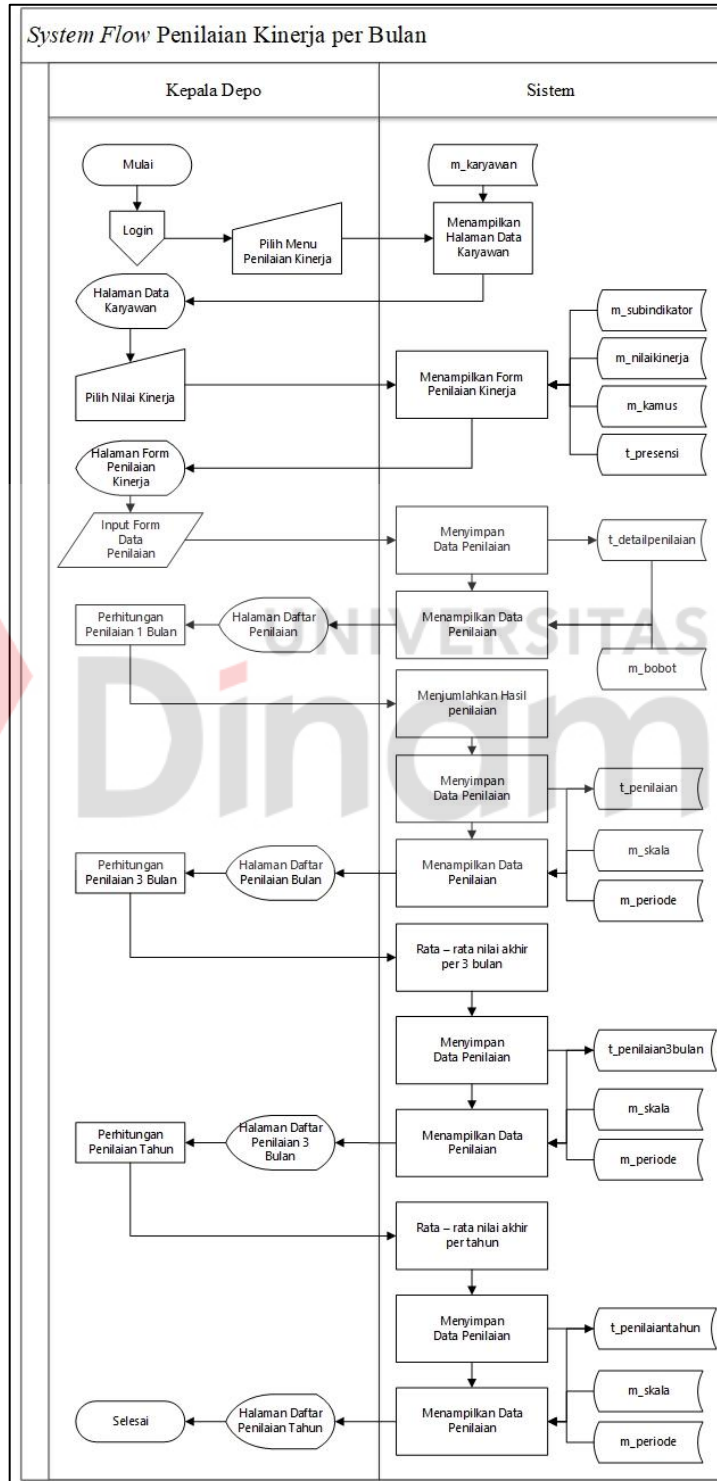 System Flow Penilaian Kinerja per Bulan
Kepala Depo
Sistem
Mulai
m_karyawan
Login
Pilih Menu
Penilaian Kinerja
Menampilkan
Halaman Data
Karyawan
Halaman Data
Karyawan
m_subindikator
Pilih Nilai Kinerja
Menampilkan Form
Penilaian Kinerja
m_nilaikinerja
m_kamus
t_presensi
Halaman Form
Penilaian
Kinerja
Input Form
Data
Penilaian
Menyimpan
Data Penilaian
t_detailpenilaian
Perhitungan
Penilaian 1 Bulan
Halaman Daftar
Penilaian
Menampilkan Data
Penilaian
UNIVERSITAS
m_bobot
Dinam
Menjumlahkan Hasil
penilaian
Menyimpan
Data Penilaian
t_penilaian
m_skala
Perhitungan
Penilaian 3 Bulan
Halaman Daftar
Penilaian Bulan
Menampilkan Data
Penilaian
m_periode
Rata – rata nilai akhir
per 3 bulan
Menyimpan
Data Penilaian
t_penilaian3bulan
m_skala
Perhitungan
Penilaian Tahun
Halaman Daftar
Penilaian 3
Bulan
Menampilkan Data
Penilaian
m_periode
Rata – rata nilai akhir
per tahun
Menyimpan
Data Penilaian
t_penilaiantahun
m_skala
Selesai
Halaman Daftar
Penilaian Tahun
Menampilkan Data
Penilaian
m_periode